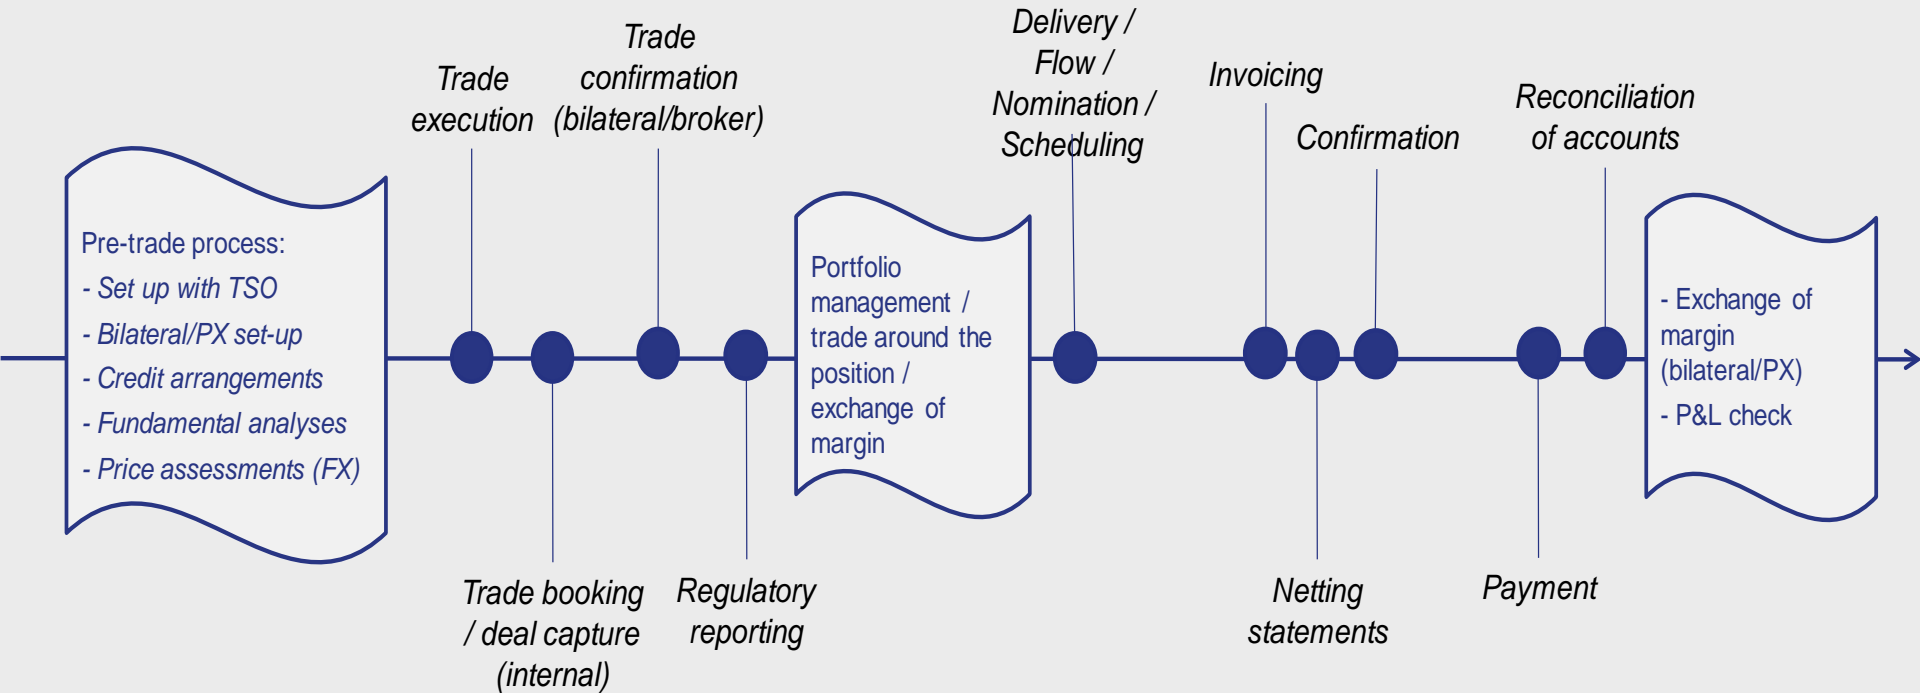 Pre-trade process:
- Set up with TSO
- Bilateral/PX set-up
- Credit arrangements
- Fundamental analyses
- Price assessments (FX)
Trade
execution
Trade booking
/ deal capture
(internal)
Trade
confirmation
(bilateral/broker)
Regulatory
reporting
Portfolio
management /
trade around the
position /
exchange of
margin
Delivery /
Flow /
Nomination /
Scheduling
Invoicing
Netting
statements
Confirmation
Payment
Reconciliation
of accounts
- Exchange of
margin
(bilateral/PX)
- P&L check